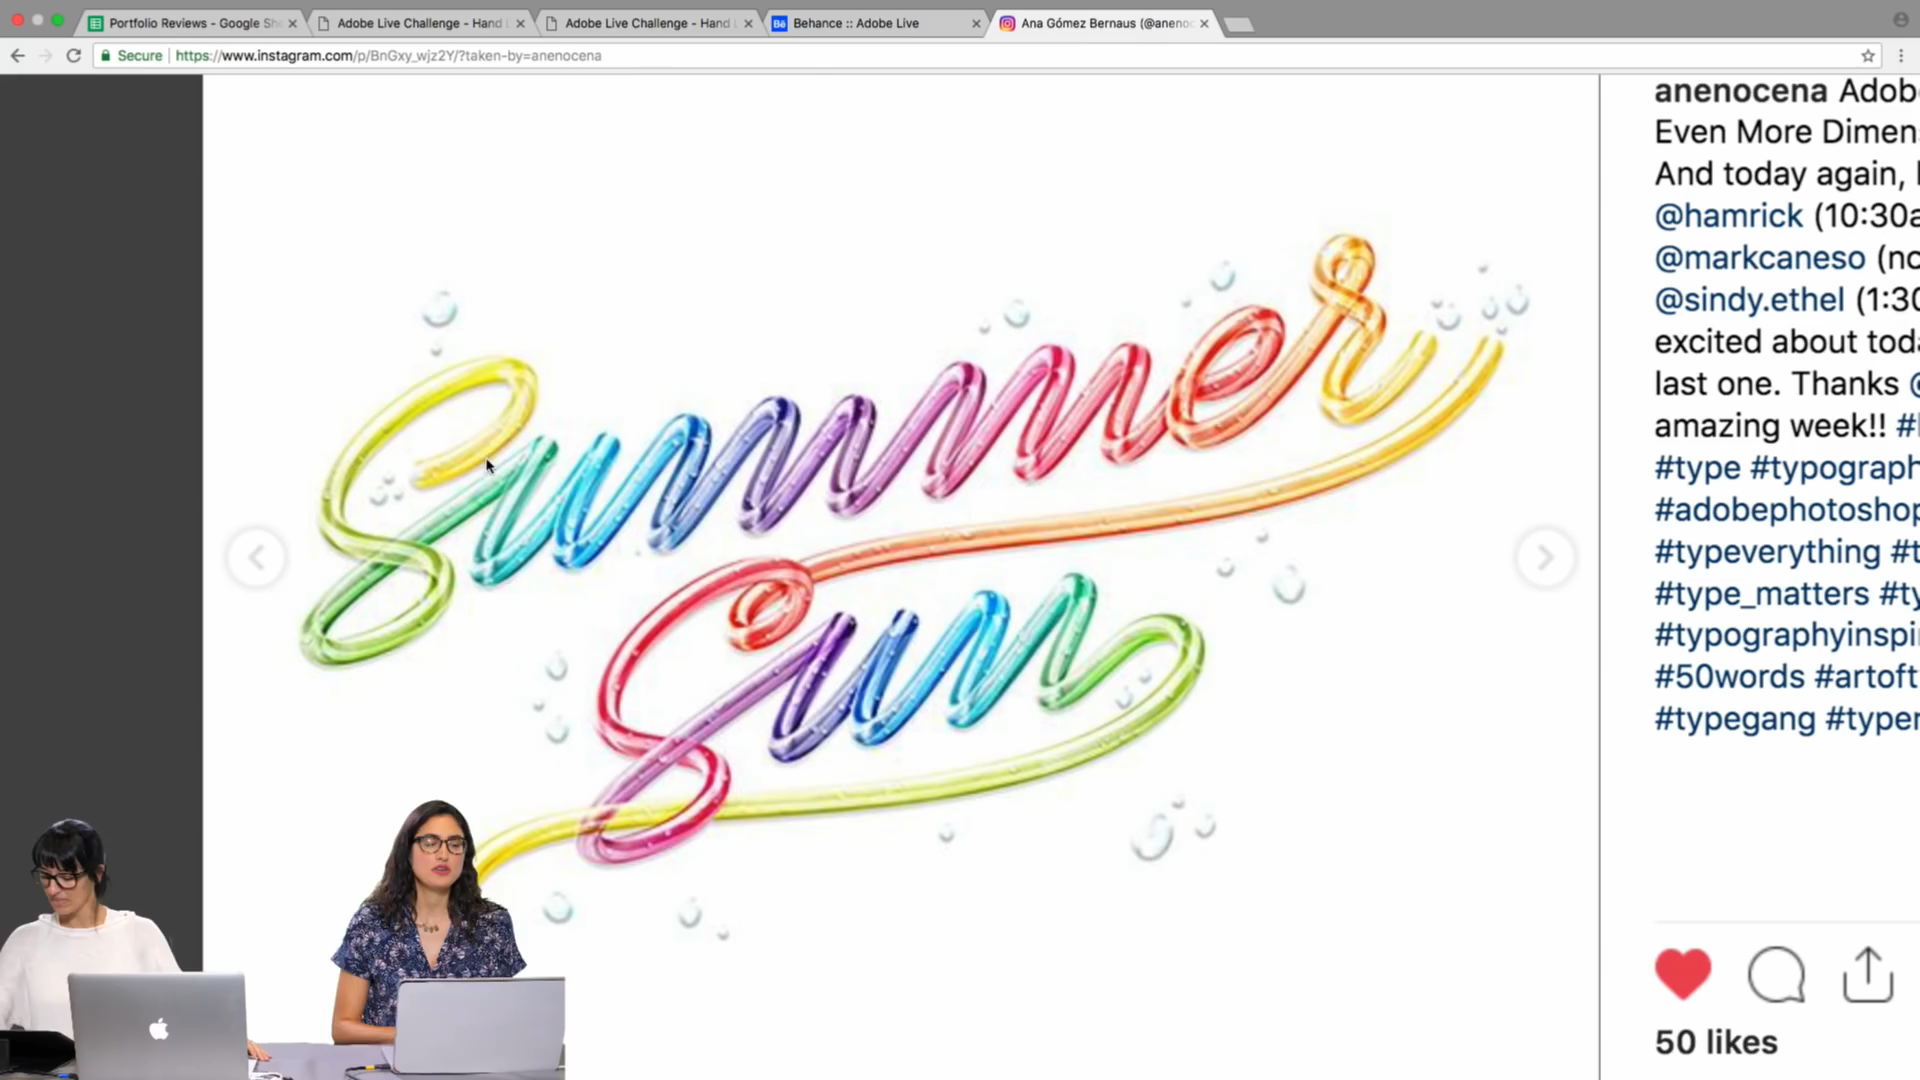 Portfolio Reviews - Google She
Adobe Live Challenge - Hand L
Adobe Live Challenge - Hand L
Bē Behance :: Adobe Live
Ana Gómez Bernaus (@aneno
Secure https://www.instagram.com/p/BnGxy_wjz2Y/?taken-by=anenocena
Summer
Sun
anenocena Adob
Even More Dimen
And today again,
@hamrick (10:30a
@markcaneso (no
@sindy.ethel (1:30
excited about toda
last one. Thanks @
amazing week!! #
#type #typograph
#adobephotoshop
#typeverything #t
#type_matters #ty
#typographyinspi
#50words #artoft
#typegang #typer
50 likes